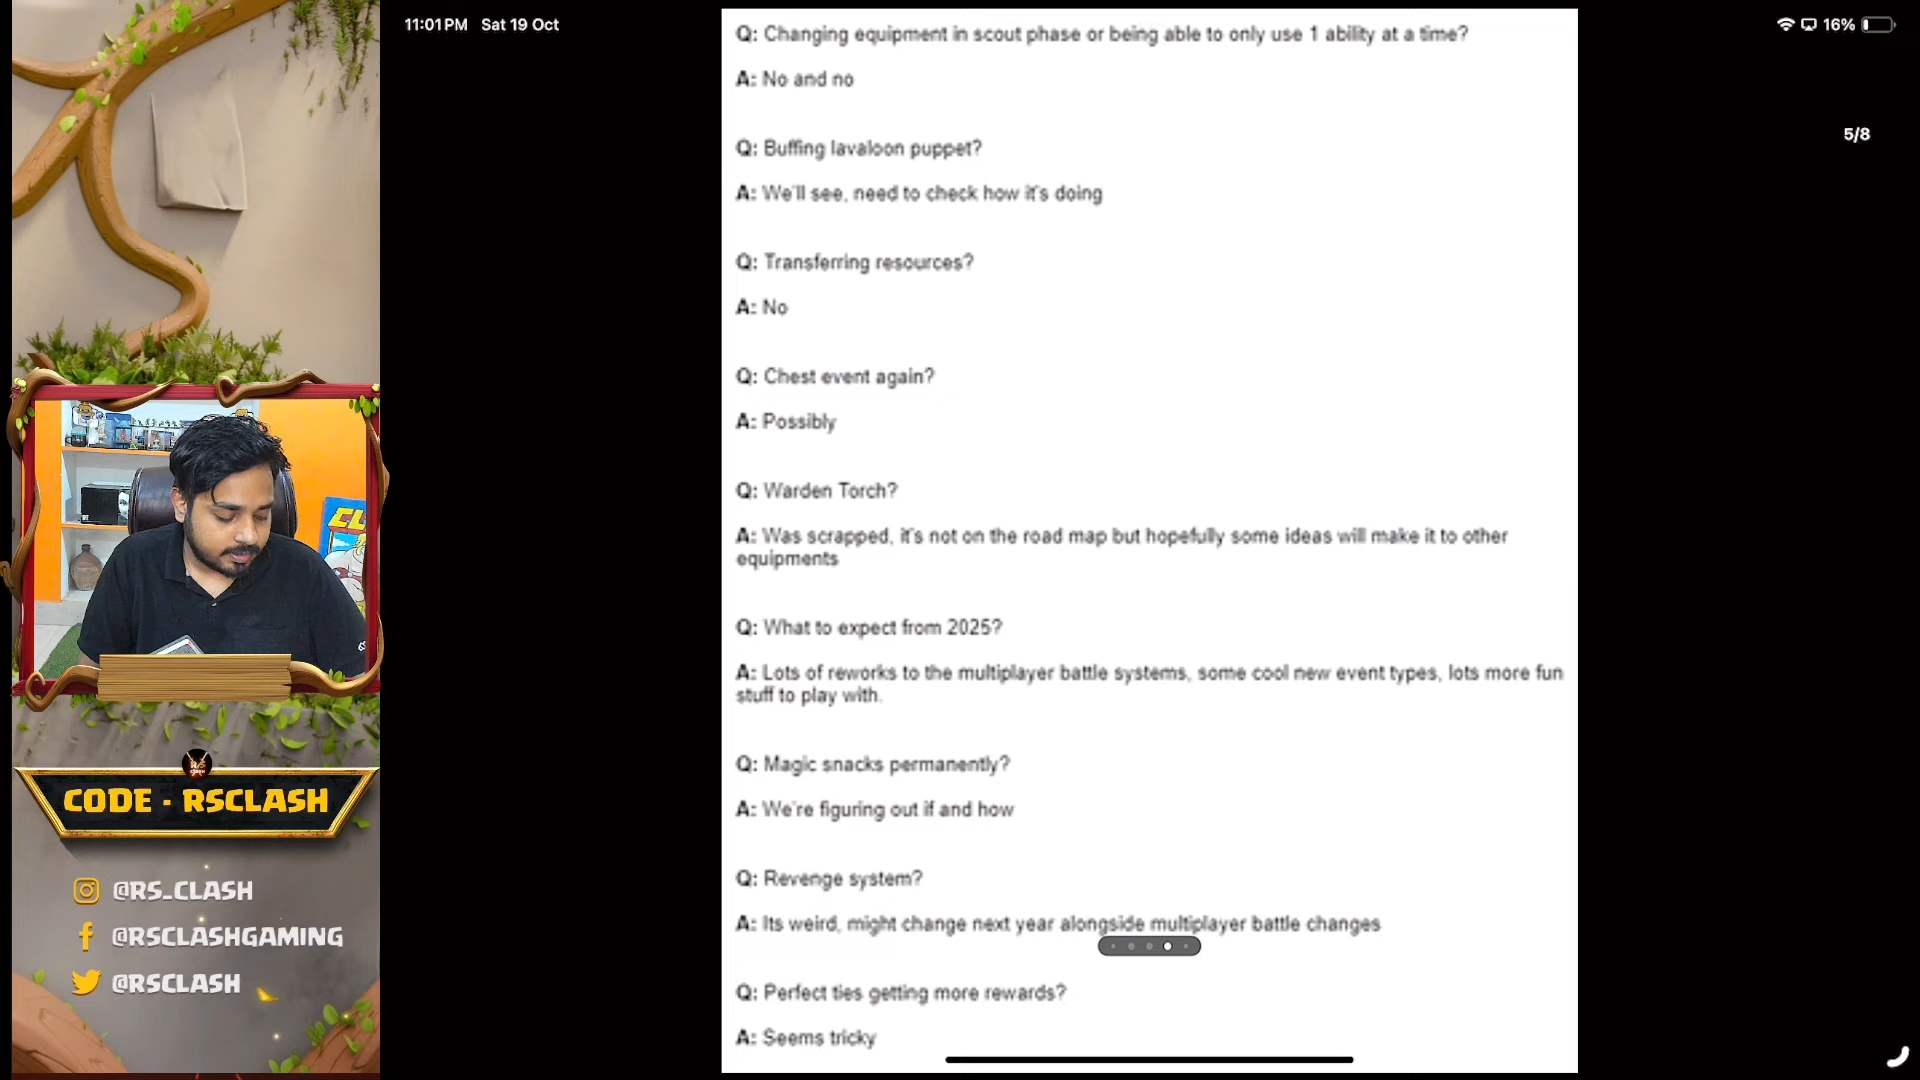 11:01 PM Sat 19 Oct
16%
5/8
Q: Changing equipment in scout phase or being able to only use 1 ability at a time?
A: No and no
Q: Buffing lavaloon puppet?
A: We'll see, need to check how it's doing
Q: Transferring resources?
A: No
Q: Chest event again?
A: Possibly
Q: Warden Torch?
A: Was scrapped, it's not on the road map but hopefully some ideas will make it to other
equipments
Q: What to expect from 2025?
A: Lots of reworks to the multiplayer battle systems, some cool new event types, lots more fun
stuff to play with.
Q: Magic snacks permanently?
A: We're figuring out if and how
Q: Revenge system?
A: Its weird, might change next year alongside multiplayer battle changes
Q: Perfect ties getting more rewards?
A: Seems tricky
CL
CODE - RSCLASH
@RS_CLASH
@RSCLASHGAMING
@RSCLASH